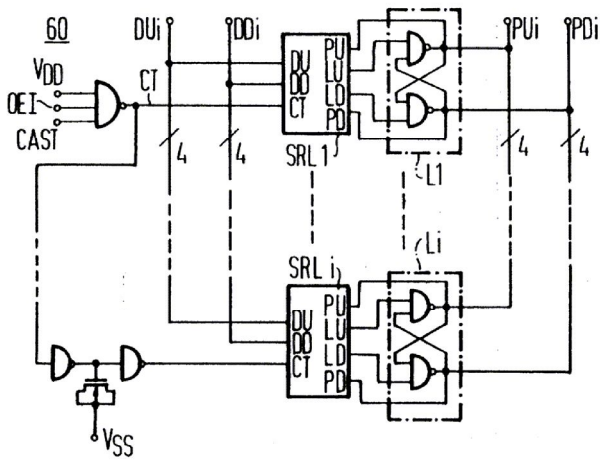 60
DUi
DDi
PUi
PDi
VDD
OEI
CAST
CT
DU
DD
CT
PU
LU
LD
PD
SRL 1
L1
4
4
4
4
SRL i
Li
DU
DD
CT
PU
LU
LD
PD
VSS